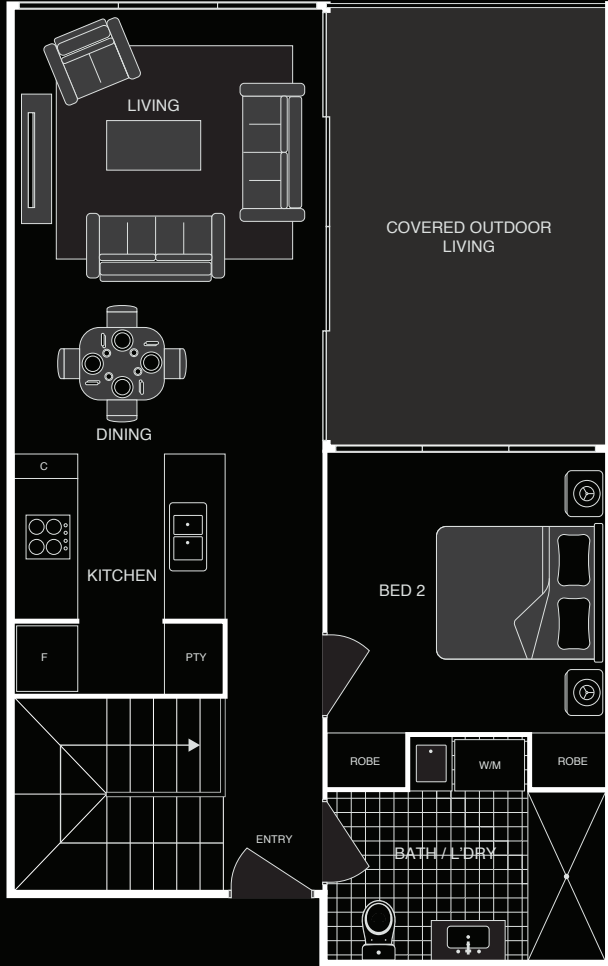 LIVING
COVERED OUTDOOR
LIVING
DINING
C
KITCHEN
BED 2
F
PTY
ROBE
W/M
ROBE
ENTRY
BATH / L'DRY